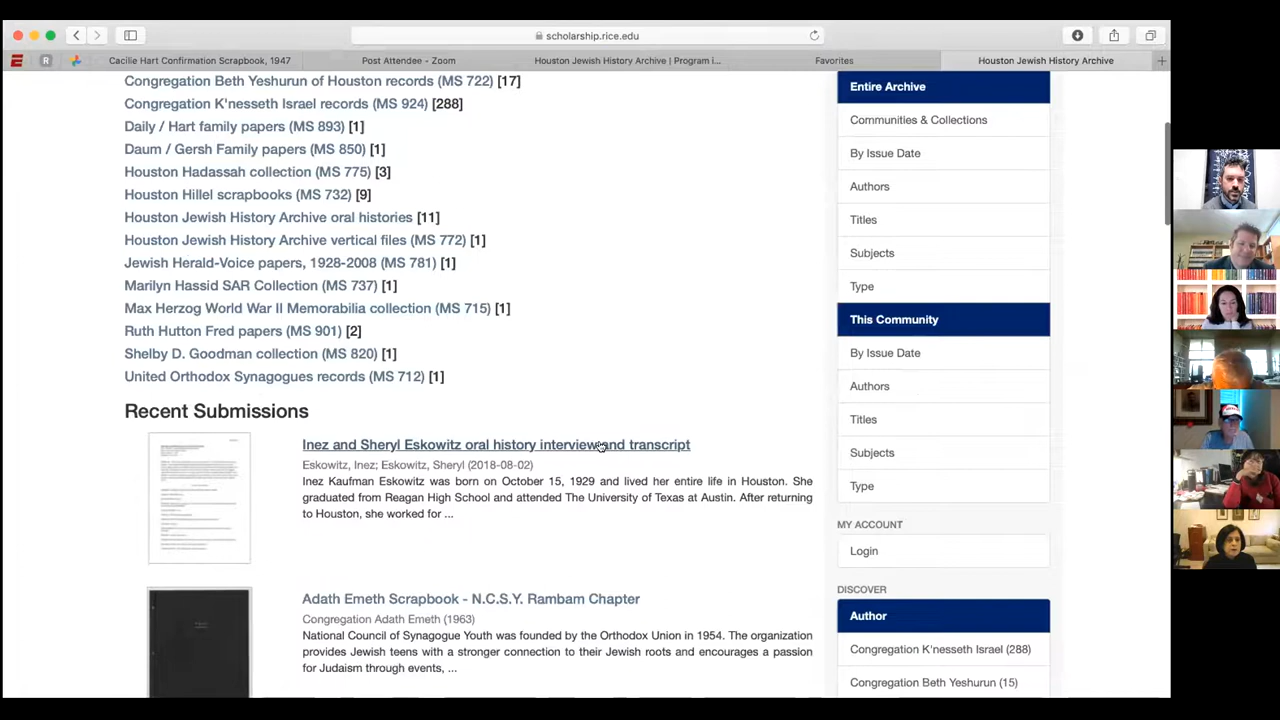 scholarship.rice.edu
Cacilie Hart Confirmation Scrapbook, 1947
Post Attendee - Zoom
Houston Jewish History Archive | Program i...
Favorites
Houston Jewish History Archive
Congregation Beth Yeshurun of Houston records (MS 722) [17]
Congregation K'nesseth Israel records (MS 924) [288]
Daily / Hart family papers (MS 893) [1]
Daum / Gersh Family papers (MS 850) [1]
Houston Hadassah collection (MS 775) [3]
Houston Hillel scrapbooks (MS 732) [9]
Houston Jewish History Archive oral histories [11]
Houston Jewish History Archive vertical files (MS 772) [1]
Jewish Herald-Voice papers, 1928-2008 (MS 781) [1]
Marilyn Hassid SAR Collection (MS 737) [1]
Max Herzog World War II Memorabilia collection (MS 715) [1]
Ruth Hutton Fred papers (MS 901) [2]
Shelby D. Goodman collection (MS 820) [1]
United Orthodox Synagogues records (MS 712) [1]
Recent Submissions
Inez and Sheryl Eskowitz oral history interview and transcript
Eskowitz, Inez; Eskowitz, Sheryl (2018-08-02)
Inez Kaufman Eskowitz was born on October 15, 1929 and lived her entire life in Houston. She
graduated from Reagan High School and attended The University of Texas at Austin. After returning
to Houston, she worked for ...
Adath Emeth Scrapbook - N.C.S.Y. Rambam Chapter
Congregation Adath Emeth (1963)
National Council of Synagogue Youth was founded by the Orthodox Union in 1954. The organization
provides Jewish teens with a stronger connection to their Jewish roots and encourages a passion
for Judaism through events, ...
Entire Archive
Communities & Collections
By Issue Date
Authors
Titles
Subjects
Type
This Community
By Issue Date
Authors
Titles
Subjects
Type
MY ACCOUNT
Login
DISCOVER
Author
Congregation K'nesseth Israel (288)
Congregation Beth Yeshurun (15)